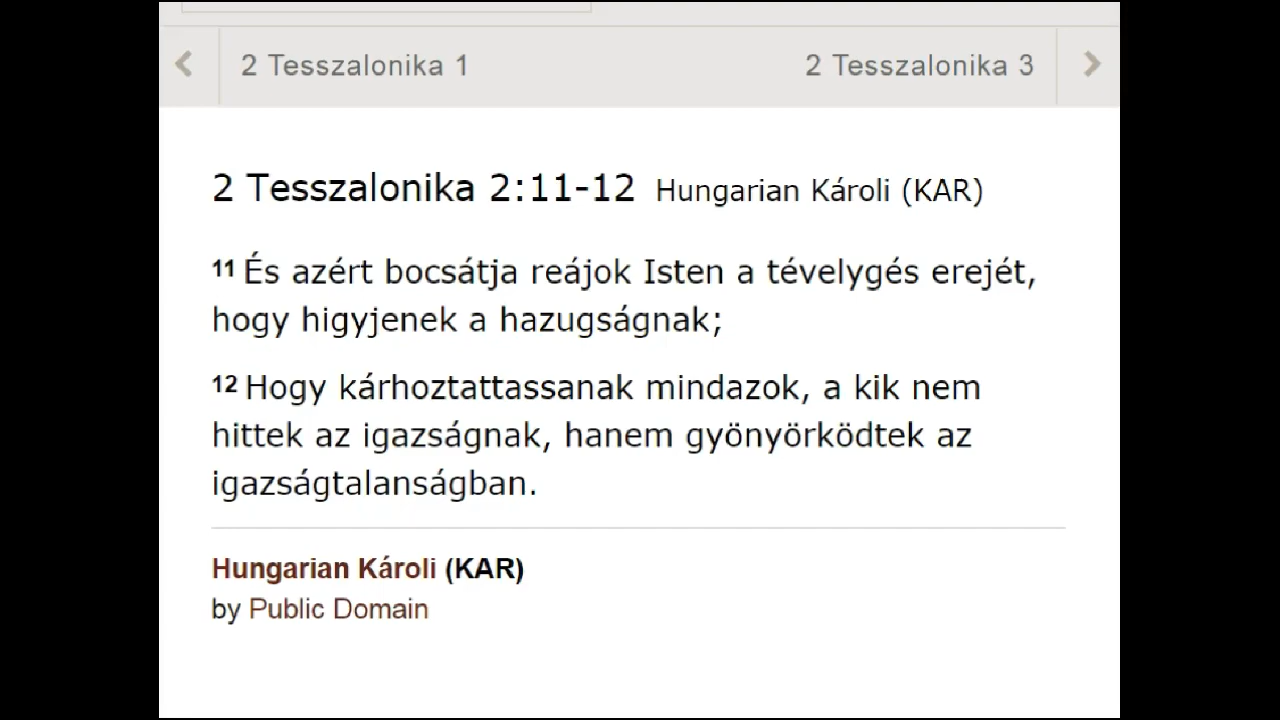 2 Tesszalonika 1
2 Tesszalonika 3
2 Tesszalonika 2:11-12 Hungarian Károli (KAR)
11 És azért bocsátja reájok Isten a tévelygés erejét,
hogy higyjenek a hazugságnak;
12 Hogy kárhoztattassanak mindazok, a kik nem
hittek az igazságnak, hanem gyönyörködtek az
igazságtalanságban.
Hungarian Károli (KAR)
by Public Domain